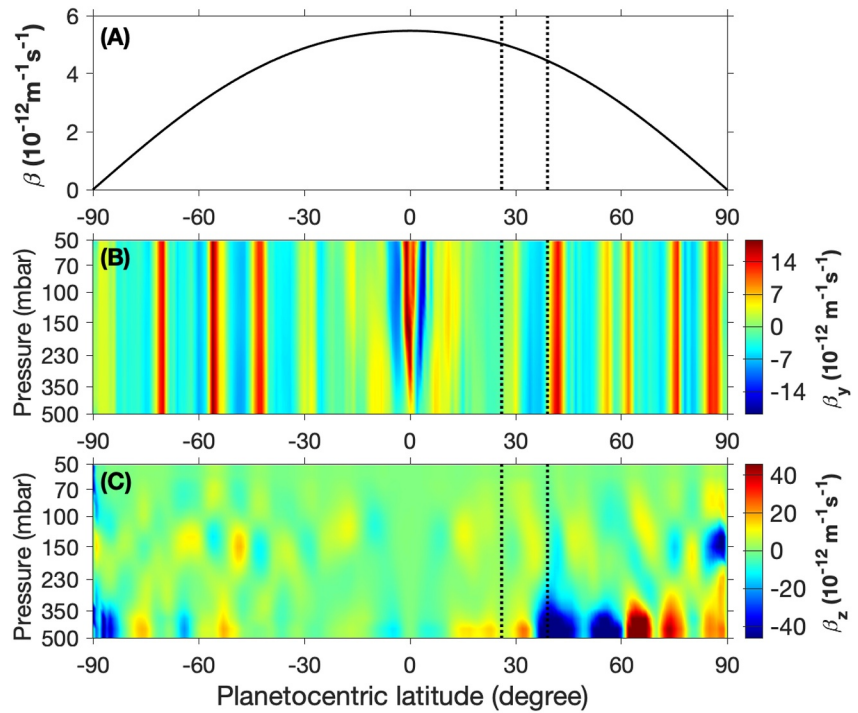 (A)
β (10⁻¹²m⁻¹s⁻¹)
6
4
2
0
-90 -60 -30 0 30 60 90
(B)
Pressure (mbar)
50
70
100
150
230
350
500
-90 -60 -30 0 30 60 90
14
7
0
-7
-14
βy (10⁻¹² m⁻¹s⁻¹)
(C)
Pressure (mbar)
50
70
100
150
230
350
500
-90 -60 -30 0 30 60 90
40
20
0
-20
-40
βz (10⁻¹² m⁻¹s⁻¹)
Planetocentric latitude (degree)